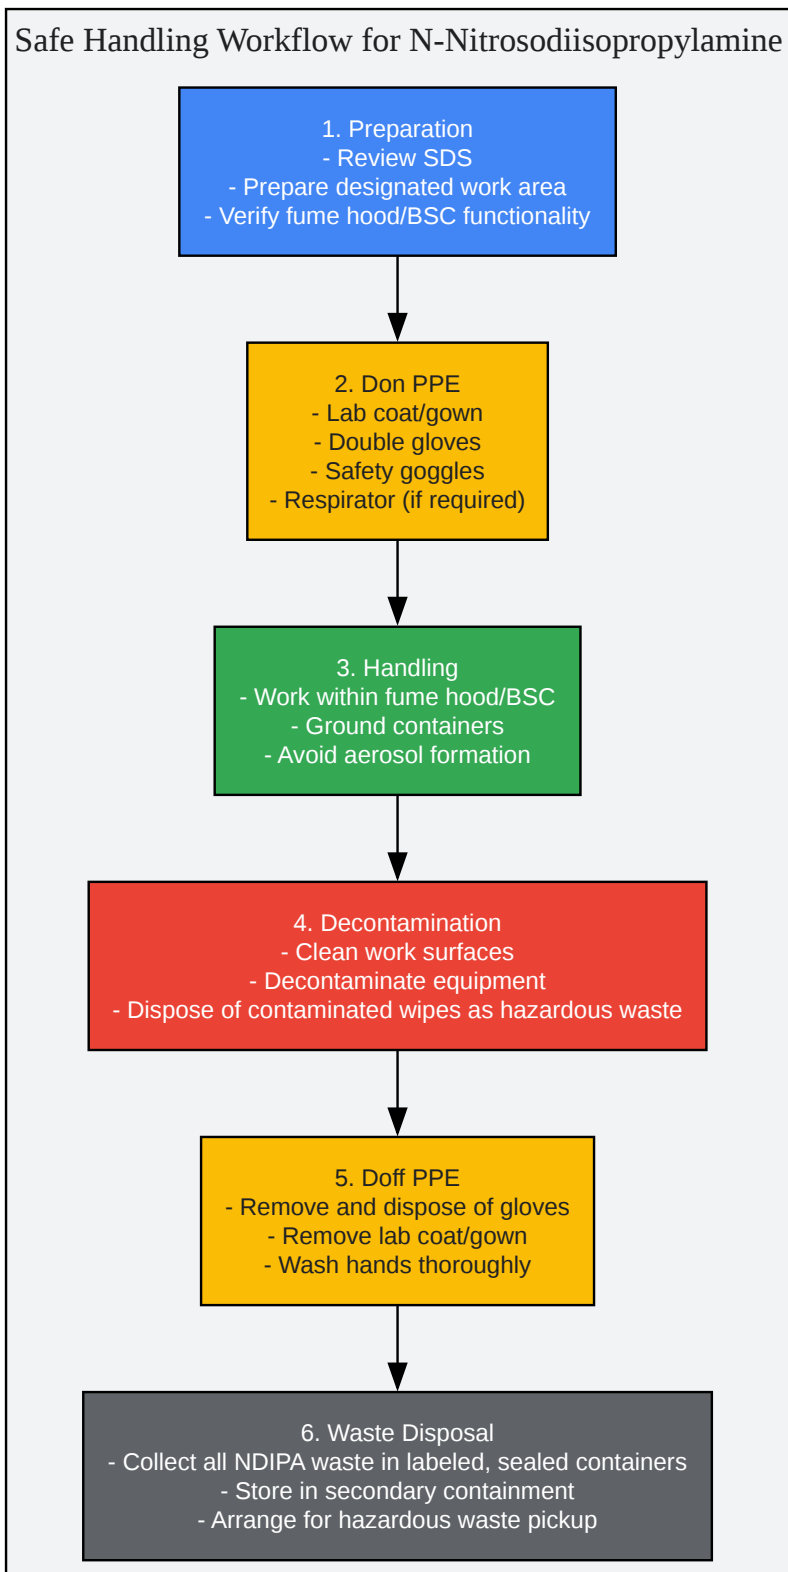 Safe Handling Workflow for N-Nitrosodiisopropylamine
1. Preparation
- Review SDS
- Prepare designated work area
- Verify fume hood/BSC functionality
2. Don PPE
- Lab coat/gown
- Double gloves
- Safety goggles
- Respirator (if required)
3. Handling
- Work within fume hood/BSC
- Ground containers
- Avoid aerosol formation
4. Decontamination
- Clean work surfaces
- Decontaminate equipment
- Dispose of contaminated wipes as hazardous waste
5. Doff PPE
- Remove and dispose of gloves
- Remove lab coat/gown
- Wash hands thoroughly
6. Waste Disposal
- Collect all NDIPA waste in labeled, sealed containers
- Store in secondary containment
- Arrange for hazardous waste pickup